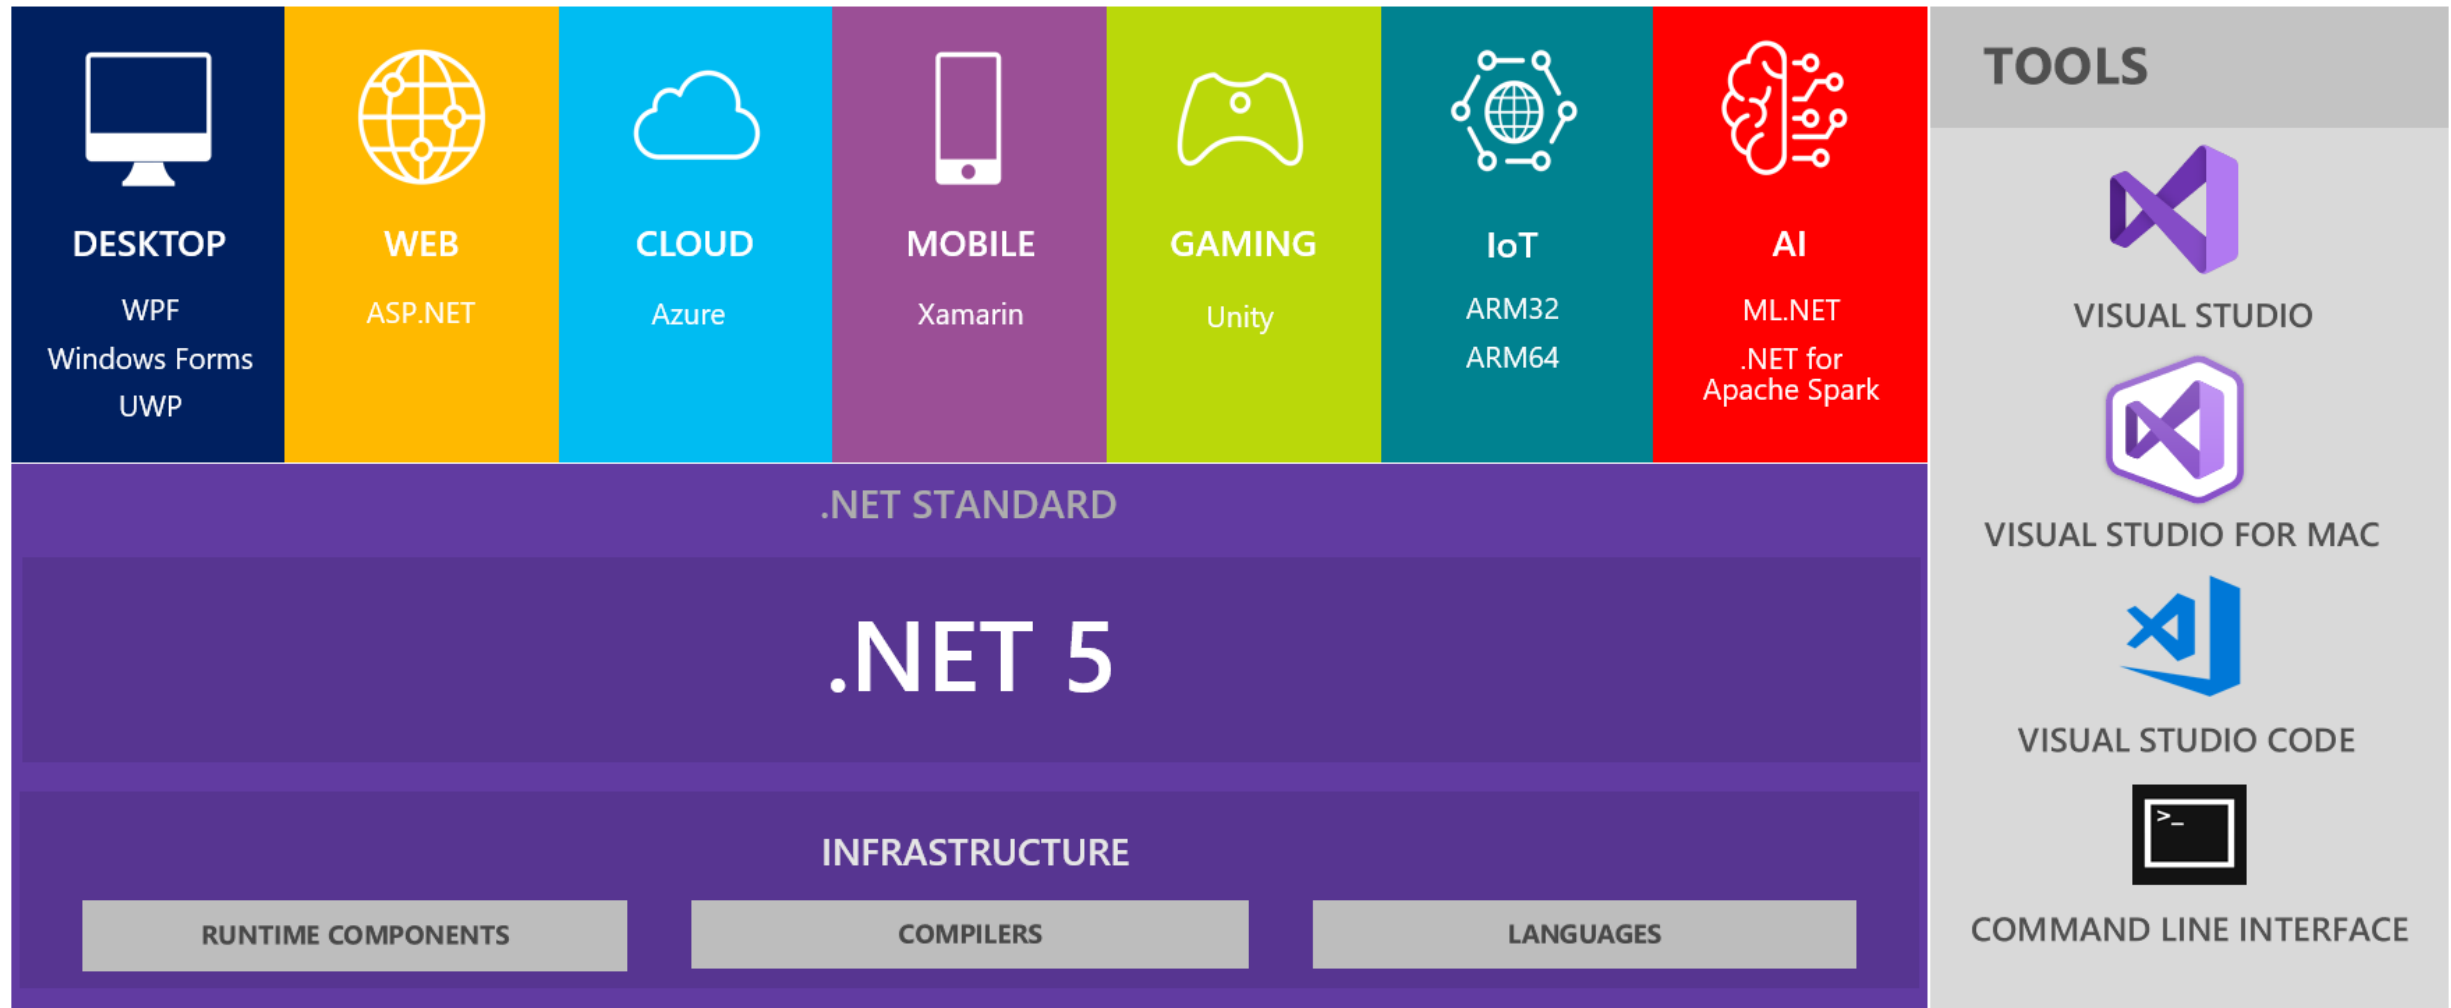 DESKTOP
WPF
Windows Forms
UWP
WEB
ASP.NET
CLOUD
Azure
MOBILE
Xamarin
GAMING
Unity
IoT
ARM32
ARM64
AI
ML.NET
.NET for
Apache Spark
.NET STANDARD
.NET 5
INFRASTRUCTURE
RUNTIME COMPONENTS
COMPILERS
LANGUAGES
TOOLS
VISUAL STUDIO
VISUAL STUDIO FOR MAC
VISUAL STUDIO CODE
>_
COMMAND LINE INTERFACE